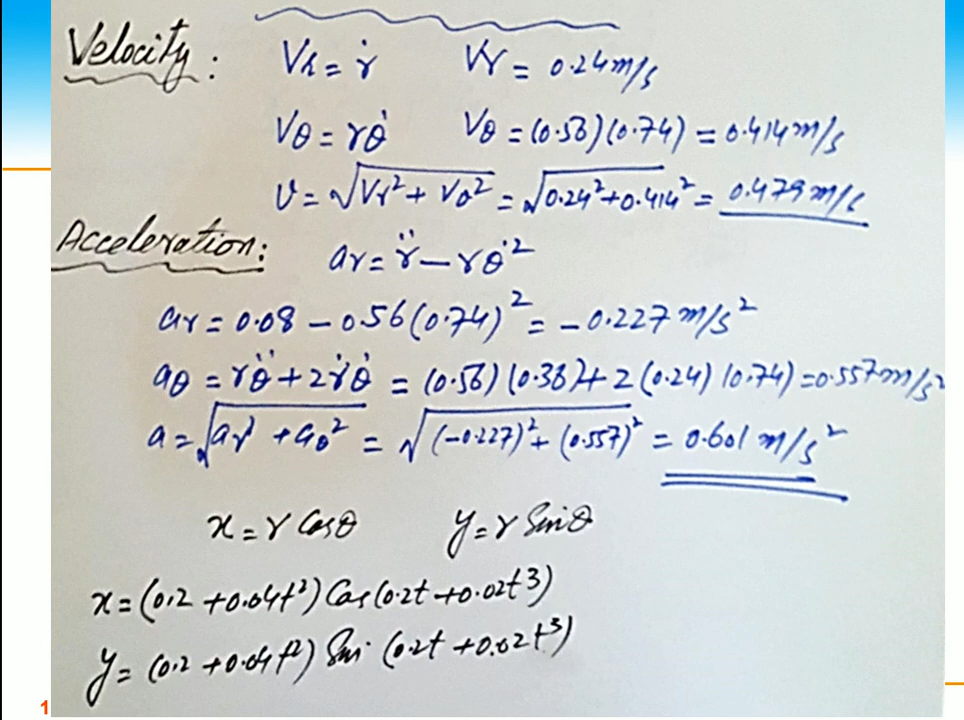 Velocity: Vr = ṙ Vr = 0.24 m/s
Vθ = rθ̇ Vθ = (0.56)(0.74) = 0.414 m/s
v = √Vr² + Vθ² = √0.24² + 0.414² = 0.479 m/s
Acceleration: ar = r̈ – rθ̇²
ar = 0.08 – 0.56(0.74)² = – 0.227 m/s²
aθ = rθ̈ + 2ṙθ̇ = (0.56)(0.36) + 2(0.24)(0.74) = 0.557 m/s²
a = √ar² + aθ² = √(–0.227)² + (0.557)² = 0.601 m/s²
x = r Cosθ y = r Sinθ
x = (0.2 + 0.04t²) Cos(0.2t + 0.02t3)
y = (0.2 + 0.04t²) Sin (0.2t + 0.02t³)
1